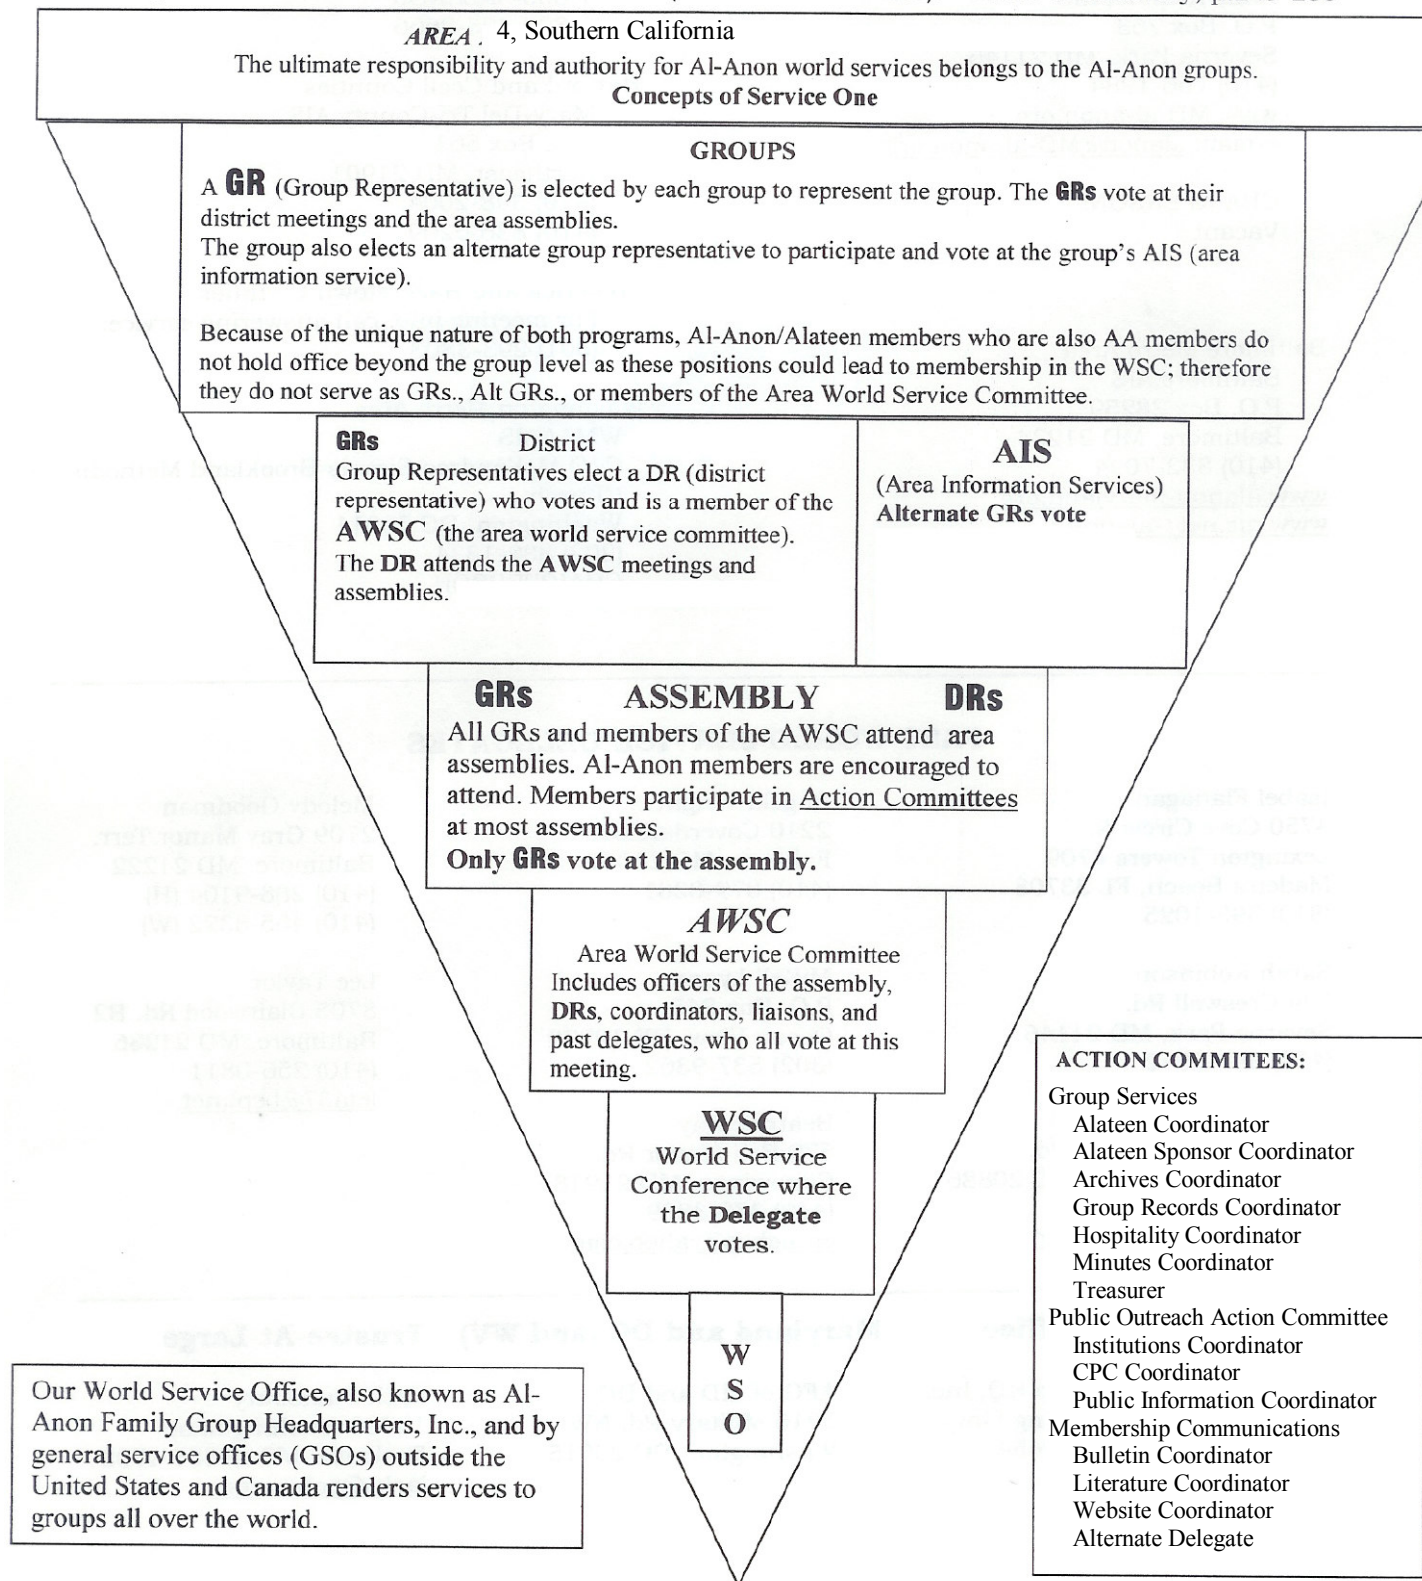 AREA. 4, Southern California
The ultimate responsibility and authority for Al-Anon world services belongs to the Al-Anon groups.
Concepts of Service One
GROUPS
A GR (Group Representative) is elected by each group to represent the group. The GRs vote at their
district meetings and the area assemblies.
The group also elects an alternate group representative to participate and vote at the group's AIS (area
information service).
Because of the unique nature of both programs, Al-Anon/Alateen members who are also AA members do
not hold office beyond the group level as these positions could lead to membership in the WSC; therefore
they do not serve as GRs., Alt GRs., or members of the Area World Service Committee.
GRs District
Group Representatives elect a DR (district
representative) who votes and is a member of the
AWSC (the area world service committee).
The DR attends the AWSC meetings and
assemblies.
AIS
(Area Information Services)
Alternate GRs vote
GRs ASSEMBLY DRs
All GRs and members of the AWSC attend area
assemblies. Al-Anon members are encouraged to
attend. Members participate in Action Committees
at most assemblies.
Only GRs vote at the assembly.
AWSC
Area World Service Committee
Includes officers of the assembly,
DRs, coordinators, liaisons, and
past delegates, who all vote at this
meeting.
WSC
World Service
Conference where
the Delegate
votes.
W
S
O
Our World Service Office, also known as Al-
Anon Family Group Headquarters, Inc., and by
general service offices (GSOs) outside the
United States and Canada renders services to
groups all over the world.
ACTION COMMITEES:
Group Services
Alateen Coordinator
Alateen Sponsor Coordinator
Archives Coordinator
Group Records Coordinator
Hospitality Coordinator
Minutes Coordinator
Treasurer
Public Outreach Action Committee
Institutions Coordinator
CPC Coordinator
Public Information Coordinator
Membership Communications
Bulletin Coordinator
Literature Coordinator
Website Coordinator
Alternate Delegate